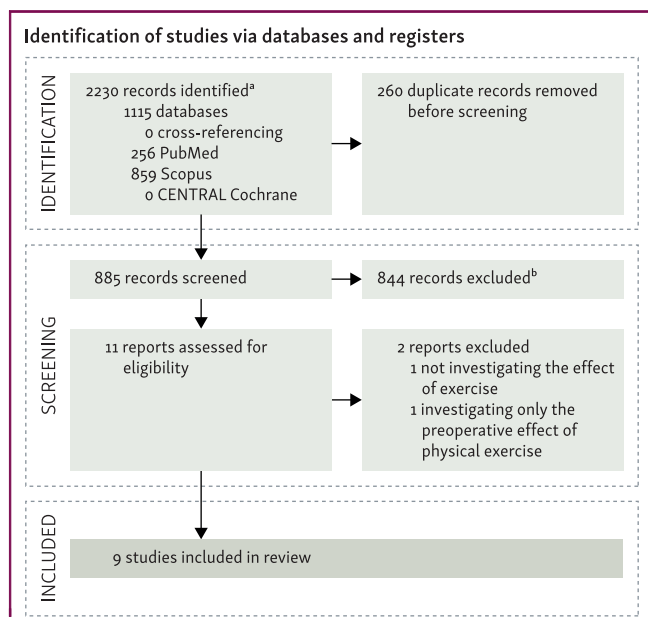 Identification of studies via databases and registers
IDENTIFICATION
2230 records identifiedᵃ
1115 databases
0 cross-referencing
256 PubMed
859 Scopus
0 CENTRAL Cochrane
260 duplicate records removed
before screening
SCREENING
885 records screened
844 records excludedᵇ
11 reports assessed for
eligibility
2 reports excluded
1 not investigating the effect
of exercise
1 investigating only the
preoperative effect of
physical exercise
INCLUDED
9 studies included in review